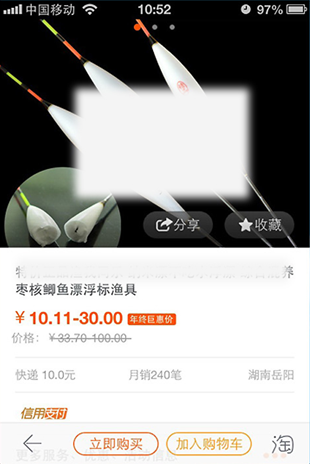 中国移动 10:52 97%
分享 收藏
枣核鲫鱼漂浮标渔具
¥10.11-30.00 年终巨惠价
价格: ¥33.70-100.00
快递 10.0元 月销240笔 湖南岳阳
信用支付
立即购买 加入购物车 淘